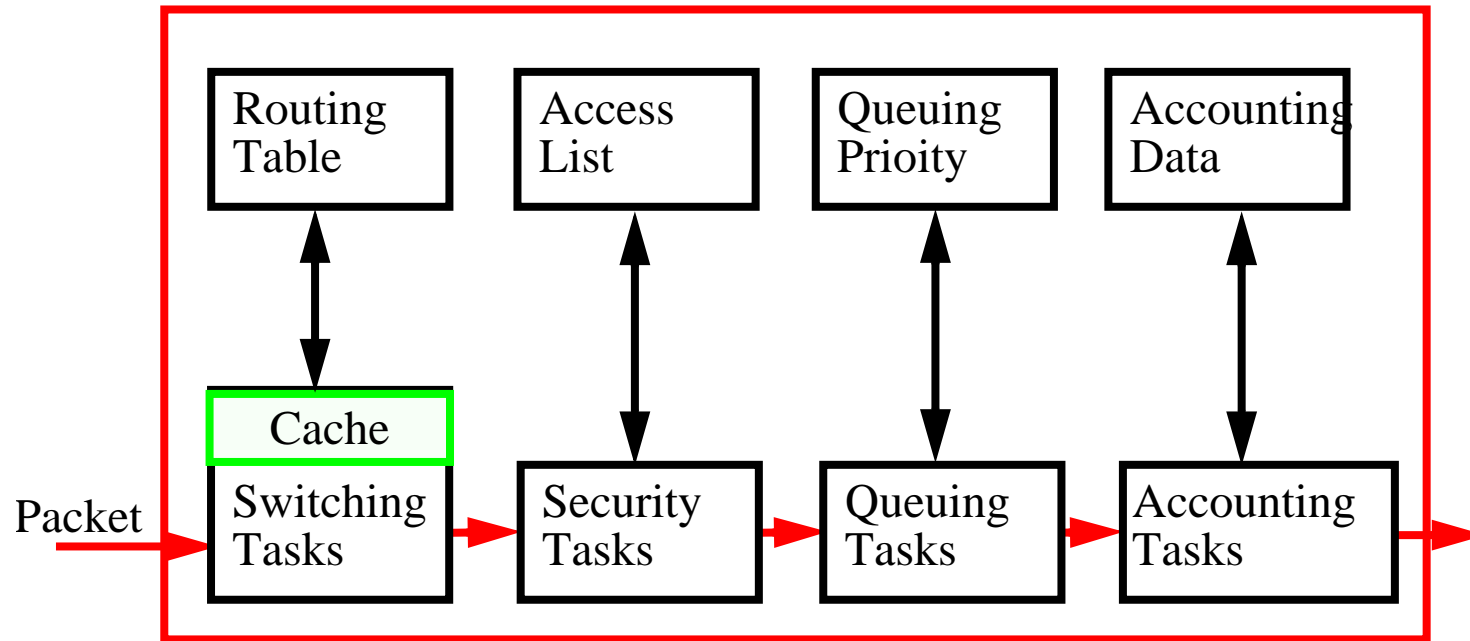 Routing
Table
Access
List
Queuing
Prioity
Accounting
Data
Cache
Packet
Switching
Tasks
Security
Tasks
Queuing
Tasks
Accounting
Tasks